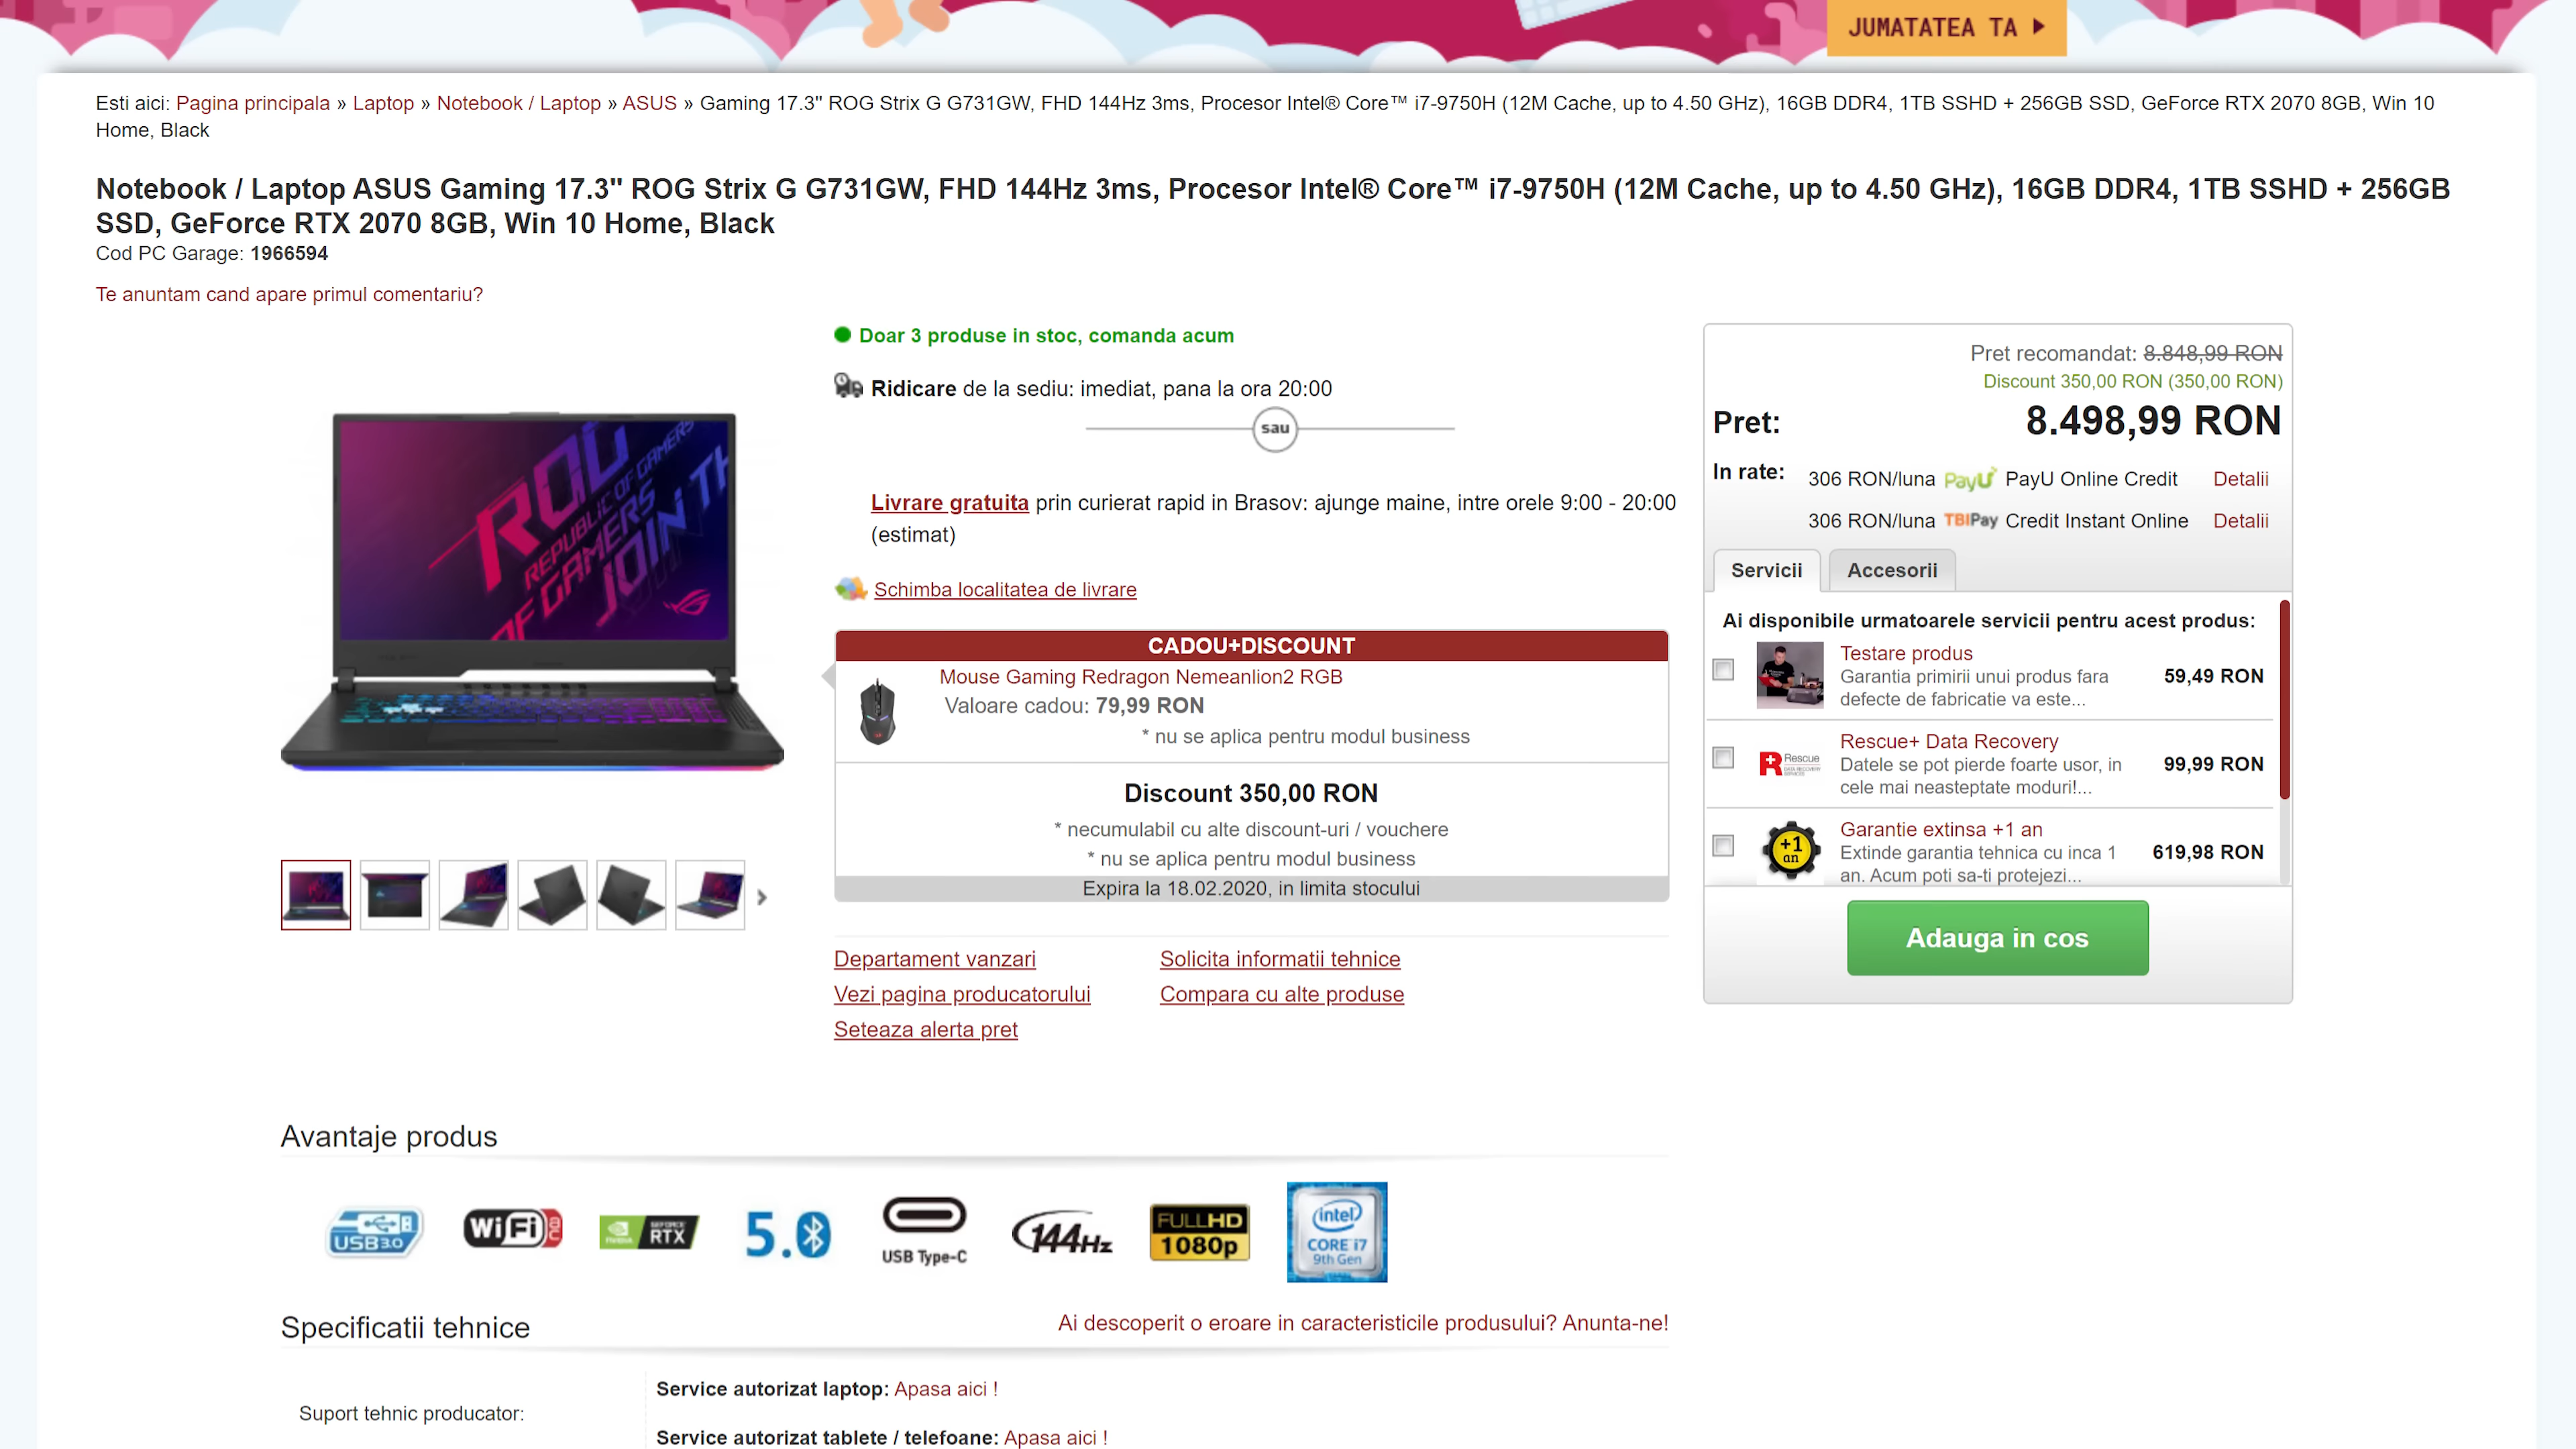 JUMATATEA TA
Esti aici: Pagina principala » Laptop » Notebook / Laptop » ASUS » Gaming 17.3" ROG Strix G G731GW, FHD 144Hz 3ms, Procesor Intel® Core™ i7-9750H (12M Cache, up to 4.50 GHz), 16GB DDR4, 1TB SSHD + 256GB SSD, GeForce RTX 2070 8GB, Win 10
Home, Black
Notebook / Laptop ASUS Gaming 17.3" ROG Strix G G731GW, FHD 144Hz 3ms, Procesor Intel® Core™ i7-9750H (12M Cache, up to 4.50 GHz), 16GB DDR4, 1TB SSHD + 256GB
SSD, GeForce RTX 2070 8GB, Win 10 Home, Black
Cod PC Garage: 1966594
Te anuntam cand apare primul comentariu?
ROG
REPUBLIC OF GAMERS
OF GAMERS
JOIN TH
Doar 3 produse in stoc, comanda acum
Ridicare de la sediu: imediat, pana la ora 20:00
sau
Livrare gratuita prin curierat rapid in Brasov: ajunge maine, intre orele 9:00 - 20:00
(estimat)
Schimba localitatea de livrare
CADOU+DISCOUNT
Mouse Gaming Redragon Nemeanlion2 RGB
Valoare cadou: 79,99 RON
* nu se aplica pentru modul business
Discount 350,00 RON
* necumulabil cu alte discount-uri / vouchere
* nu se aplica pentru modul business
Expira la 18.02.2020, in limita stocului
Departament vanzari
Solicita informatii tehnice
Vezi pagina producatorului
Compara cu alte produse
Seteaza alerta pret
Pret recomandat: 8.848,99 RON
Discount 350,00 RON (350,00 RON)
Pret: 8.498,99 RON
In rate: 306 RON/luna PayU PayU Online Credit Detalii
306 RON/luna TBIPay Credit Instant Online Detalii
Servicii Accesorii
Ai disponibile urmatoarele servicii pentru acest produs:
Testare produs
Garantia primirii unui produs fara
defecte de fabricatie va este...
59,49 RON
Rescue
Rescue+ Data Recovery
Datele se pot pierde foarte usor, in
cele mai neasteptate moduri!...
99,99 RON
+1
an
Garantie extinsa +1 an
Extinde garantia tehnica cu inca 1
an. Acum poti sa-ti protejezi...
619,98 RON
Adauga in cos
Avantaje produs
USB3.0
WiFi ac
NVIDIA GEFORCE RTX
5.0
USB Type-C
144Hz
FULLHD
1080p
intel
CORE i7
9th Gen
Specificatii tehnice
Ai descoperit o eroare in caracteristicile produsului? Anunta-ne!
Suport tehnic producator:
Service autorizat laptop: Apasa aici !
Service autorizat tablete / telefoane: Apasa aici !